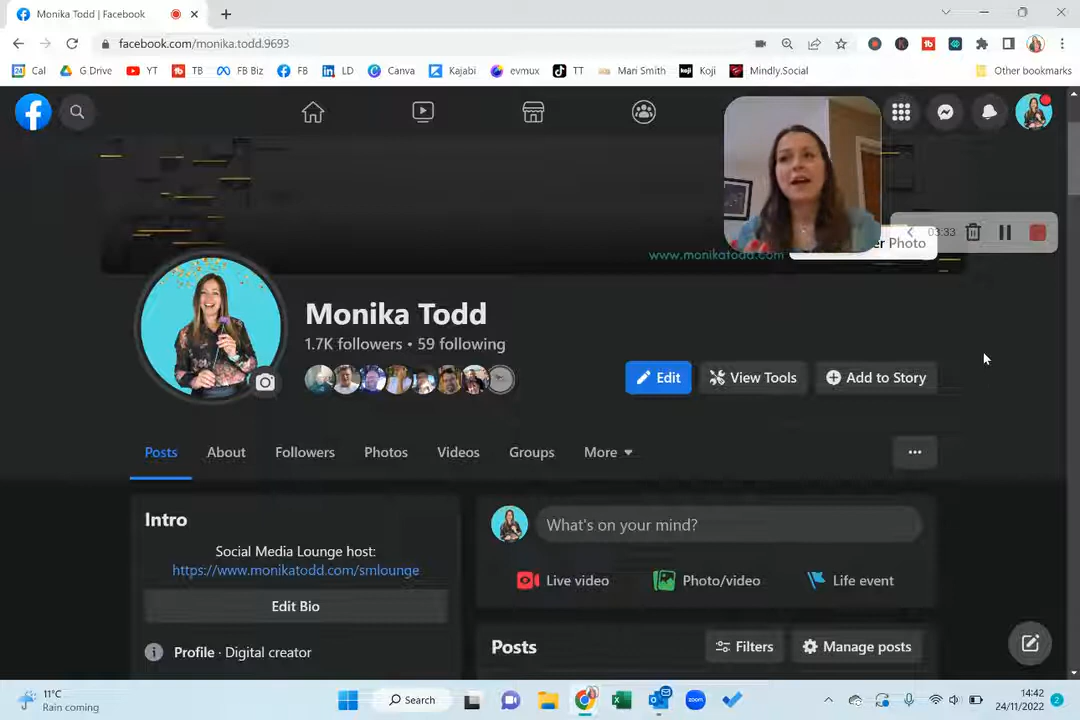 Monika Todd | Facebook
facebook.com/monika.todd.9693
Cal G Drive YT TB FB Biz FB LD Canva Kajabi evmux TT Mari Smith Koji Mindly.Social Other bookmarks
03:33
er Photo
www.monikatodd.com
Monika Todd
1.7K followers • 59 following
Edit View Tools Add to Story
Posts About Followers Photos Videos Groups More
Intro
Social Media Lounge host:
https://www.monikatodd.com/smlounge
Edit Bio
Profile · Digital creator
What's on your mind?
Live video Photo/video Life event
Posts Filters Manage posts
11°C
Rain coming
Search
14:42
24/11/2022
2